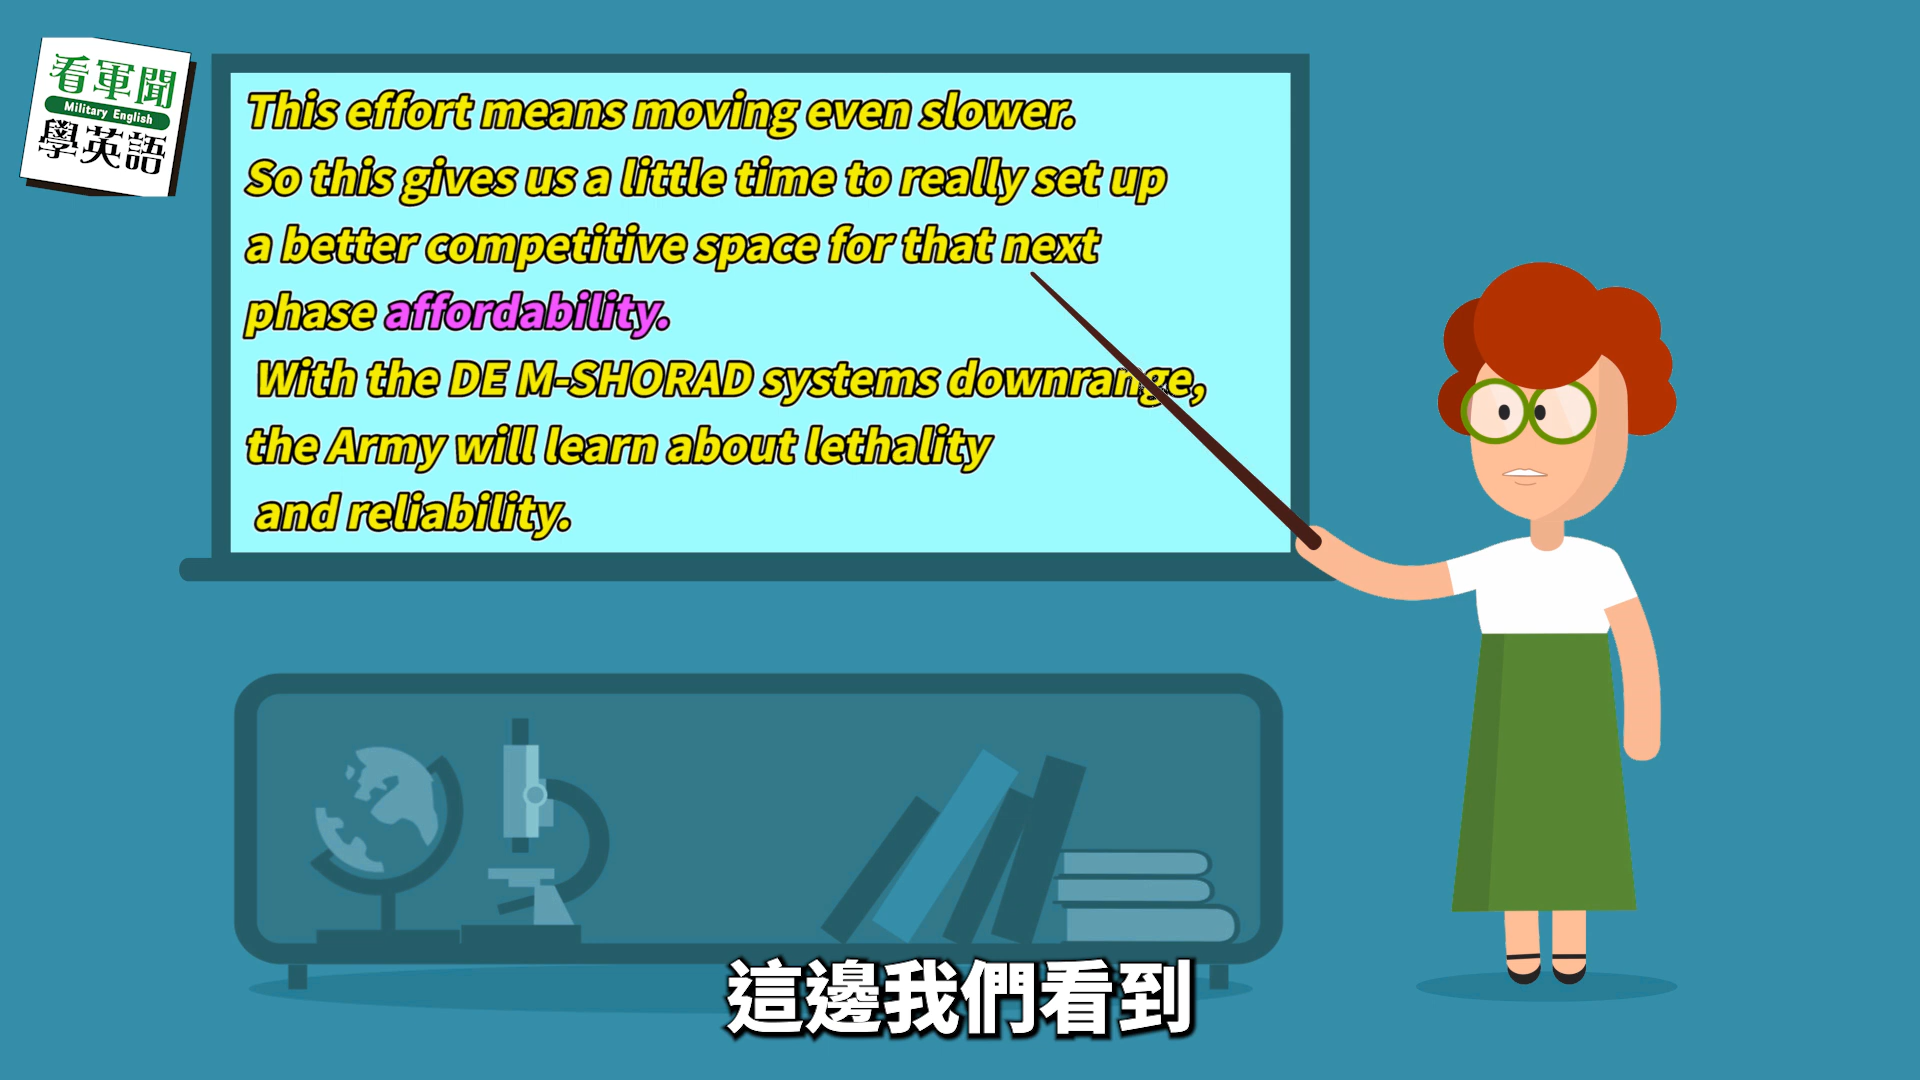 看軍聞
Military English
學英語
This effort means moving even slower.
So this gives us a little time to really set up
a better competitive space for that next
phase affordability.
With the DE M-SHORAD systems downrange,
the Army will learn about lethality
and reliability.
這邊我們看到